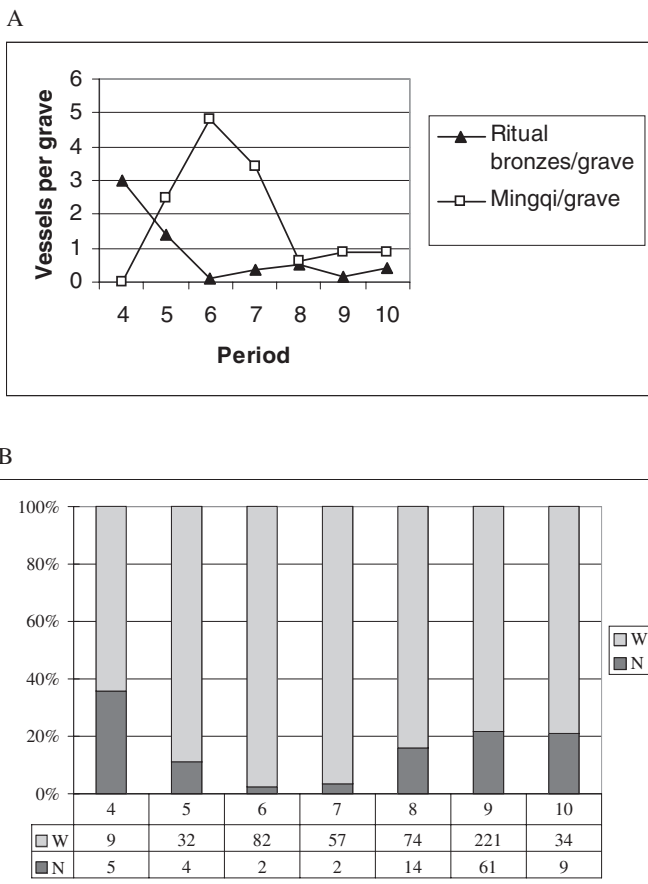 A
Vessels per grave
6
5
4
3
2
1
0
4 5 6 7 8 9 10
Period
Ritual
bronzes/grave
Mingqi/grave
B
100%
80%
60%
40%
20%
0%
4 5 6 7 8 9 10
W 9 32 82 57 74 221 34
N 5 4 2 2 14 61 9
W
N